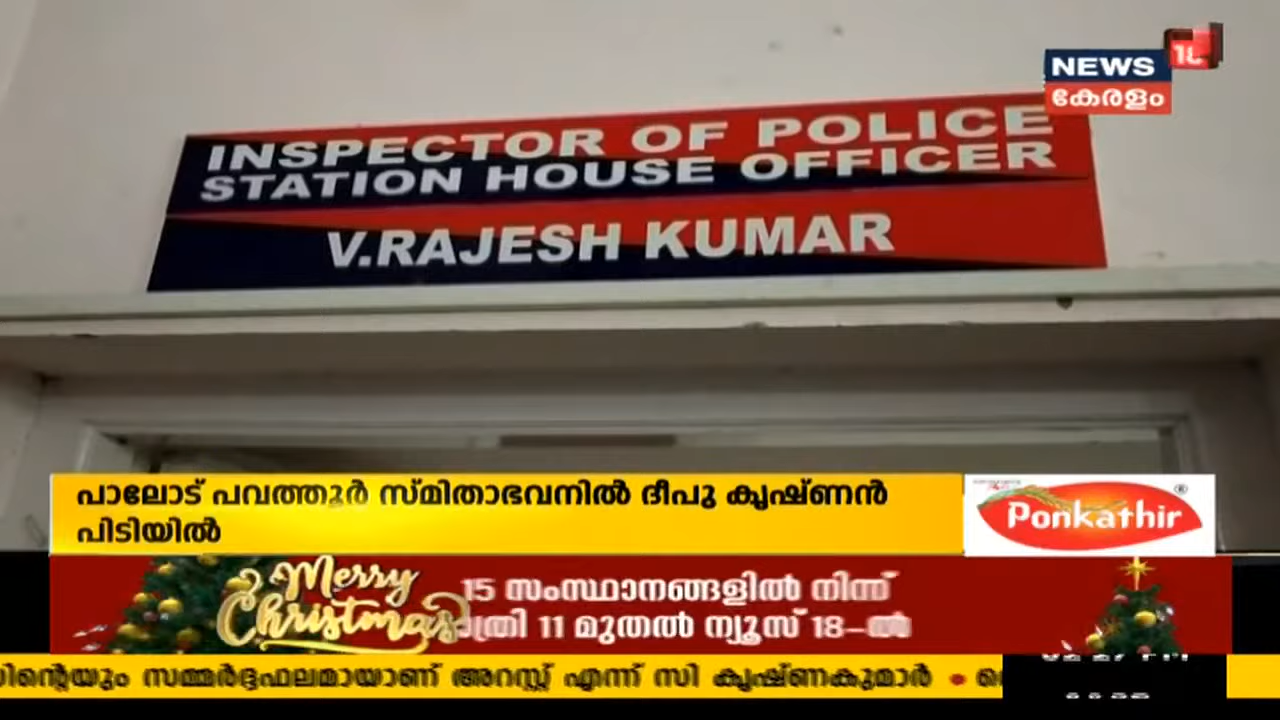 NEWS
18
കേരളം
INSPECTOR OF POLICE
STATION HOUSE OFFICER
V.RAJESH KUMAR
പാലോട് പവത്തൂർ സ്മിതാഭവനിൽ ദീപു കൃഷ്ണൻ
പിടിയിൽ
Ponkathir
Merry
Christmas
15 സംസ്ഥാനങ്ങളിൽ നിന്ന്
11 മുതൽ ന്യൂസ് 18-ൽ
സമ്മർദ്ദഫലമായാണ് അറസ്റ്റ് എന്ന് സി കൃഷ്ണകുമാർ •